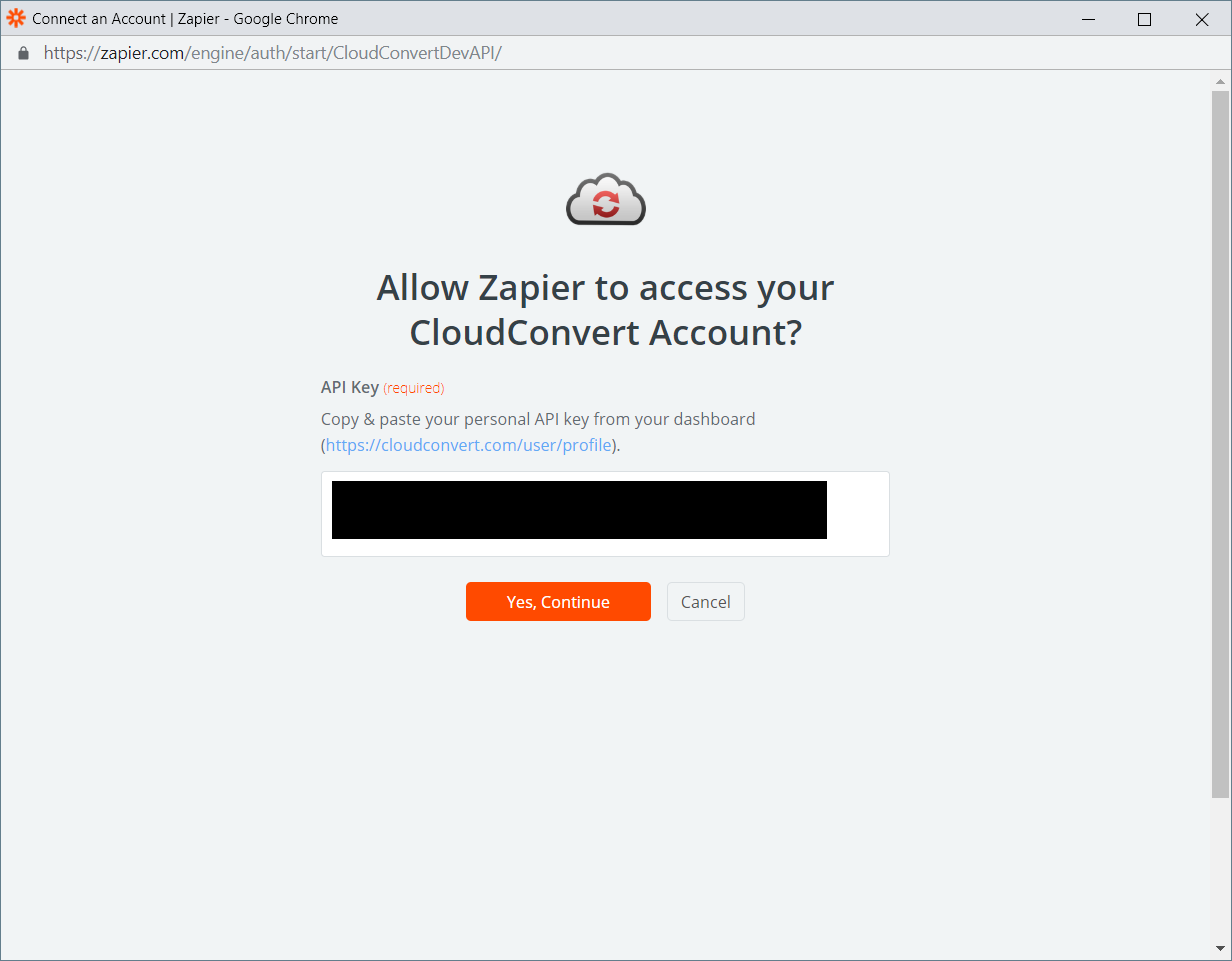 Connect an Account | Zapier - Google Chrome
https://zapier.com/engine/auth/start/CloudConvertDevAPI/
Allow Zapier to access your
CloudConvert Account?
API Key (required)
Copy & paste your personal API key from your dashboard
(https://cloudconvert.com/user/profile).
Yes, Continue
Cancel